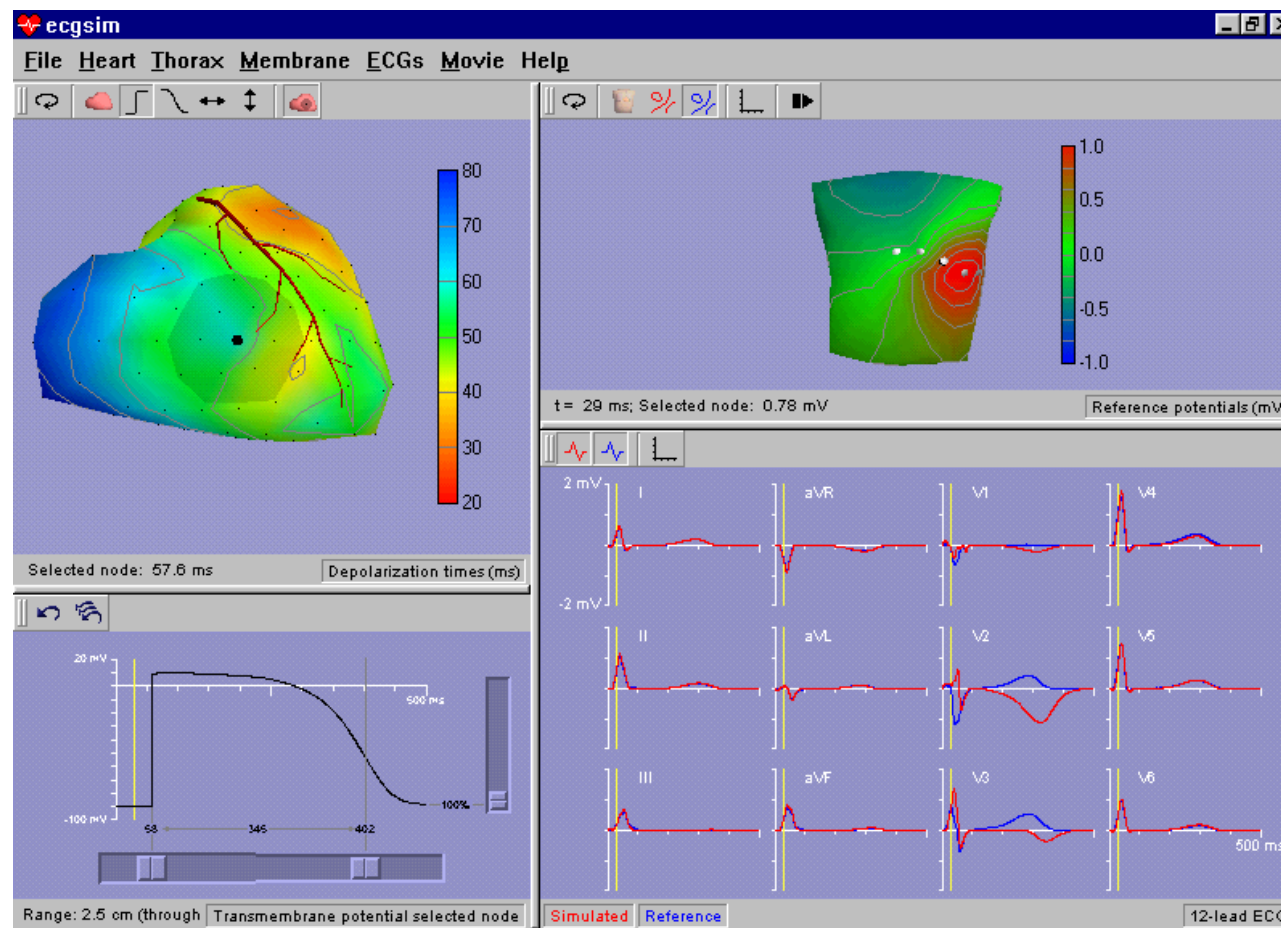 ecgsim
File Heart Thorax Membrane ECGs Movie Help
80
70
60
50
40
30
20
Selected node: 57.6 ms
Depolarization times (ms)
1.0
0.5
0.0
-0.5
-1.0
t= 29 ms; Selected node: 0.78 mV
Reference potentials (mV
20 mV
500 ms
-100 mV
100%
58 345 402
Range: 2.5 cm (through
Transmembrane potential selected node
2 mV
-2 mV
I aVR V1 V4
II aVL V2 V5
III aVF V3 V6
500 ms
Simulated Reference
12-lead ECG